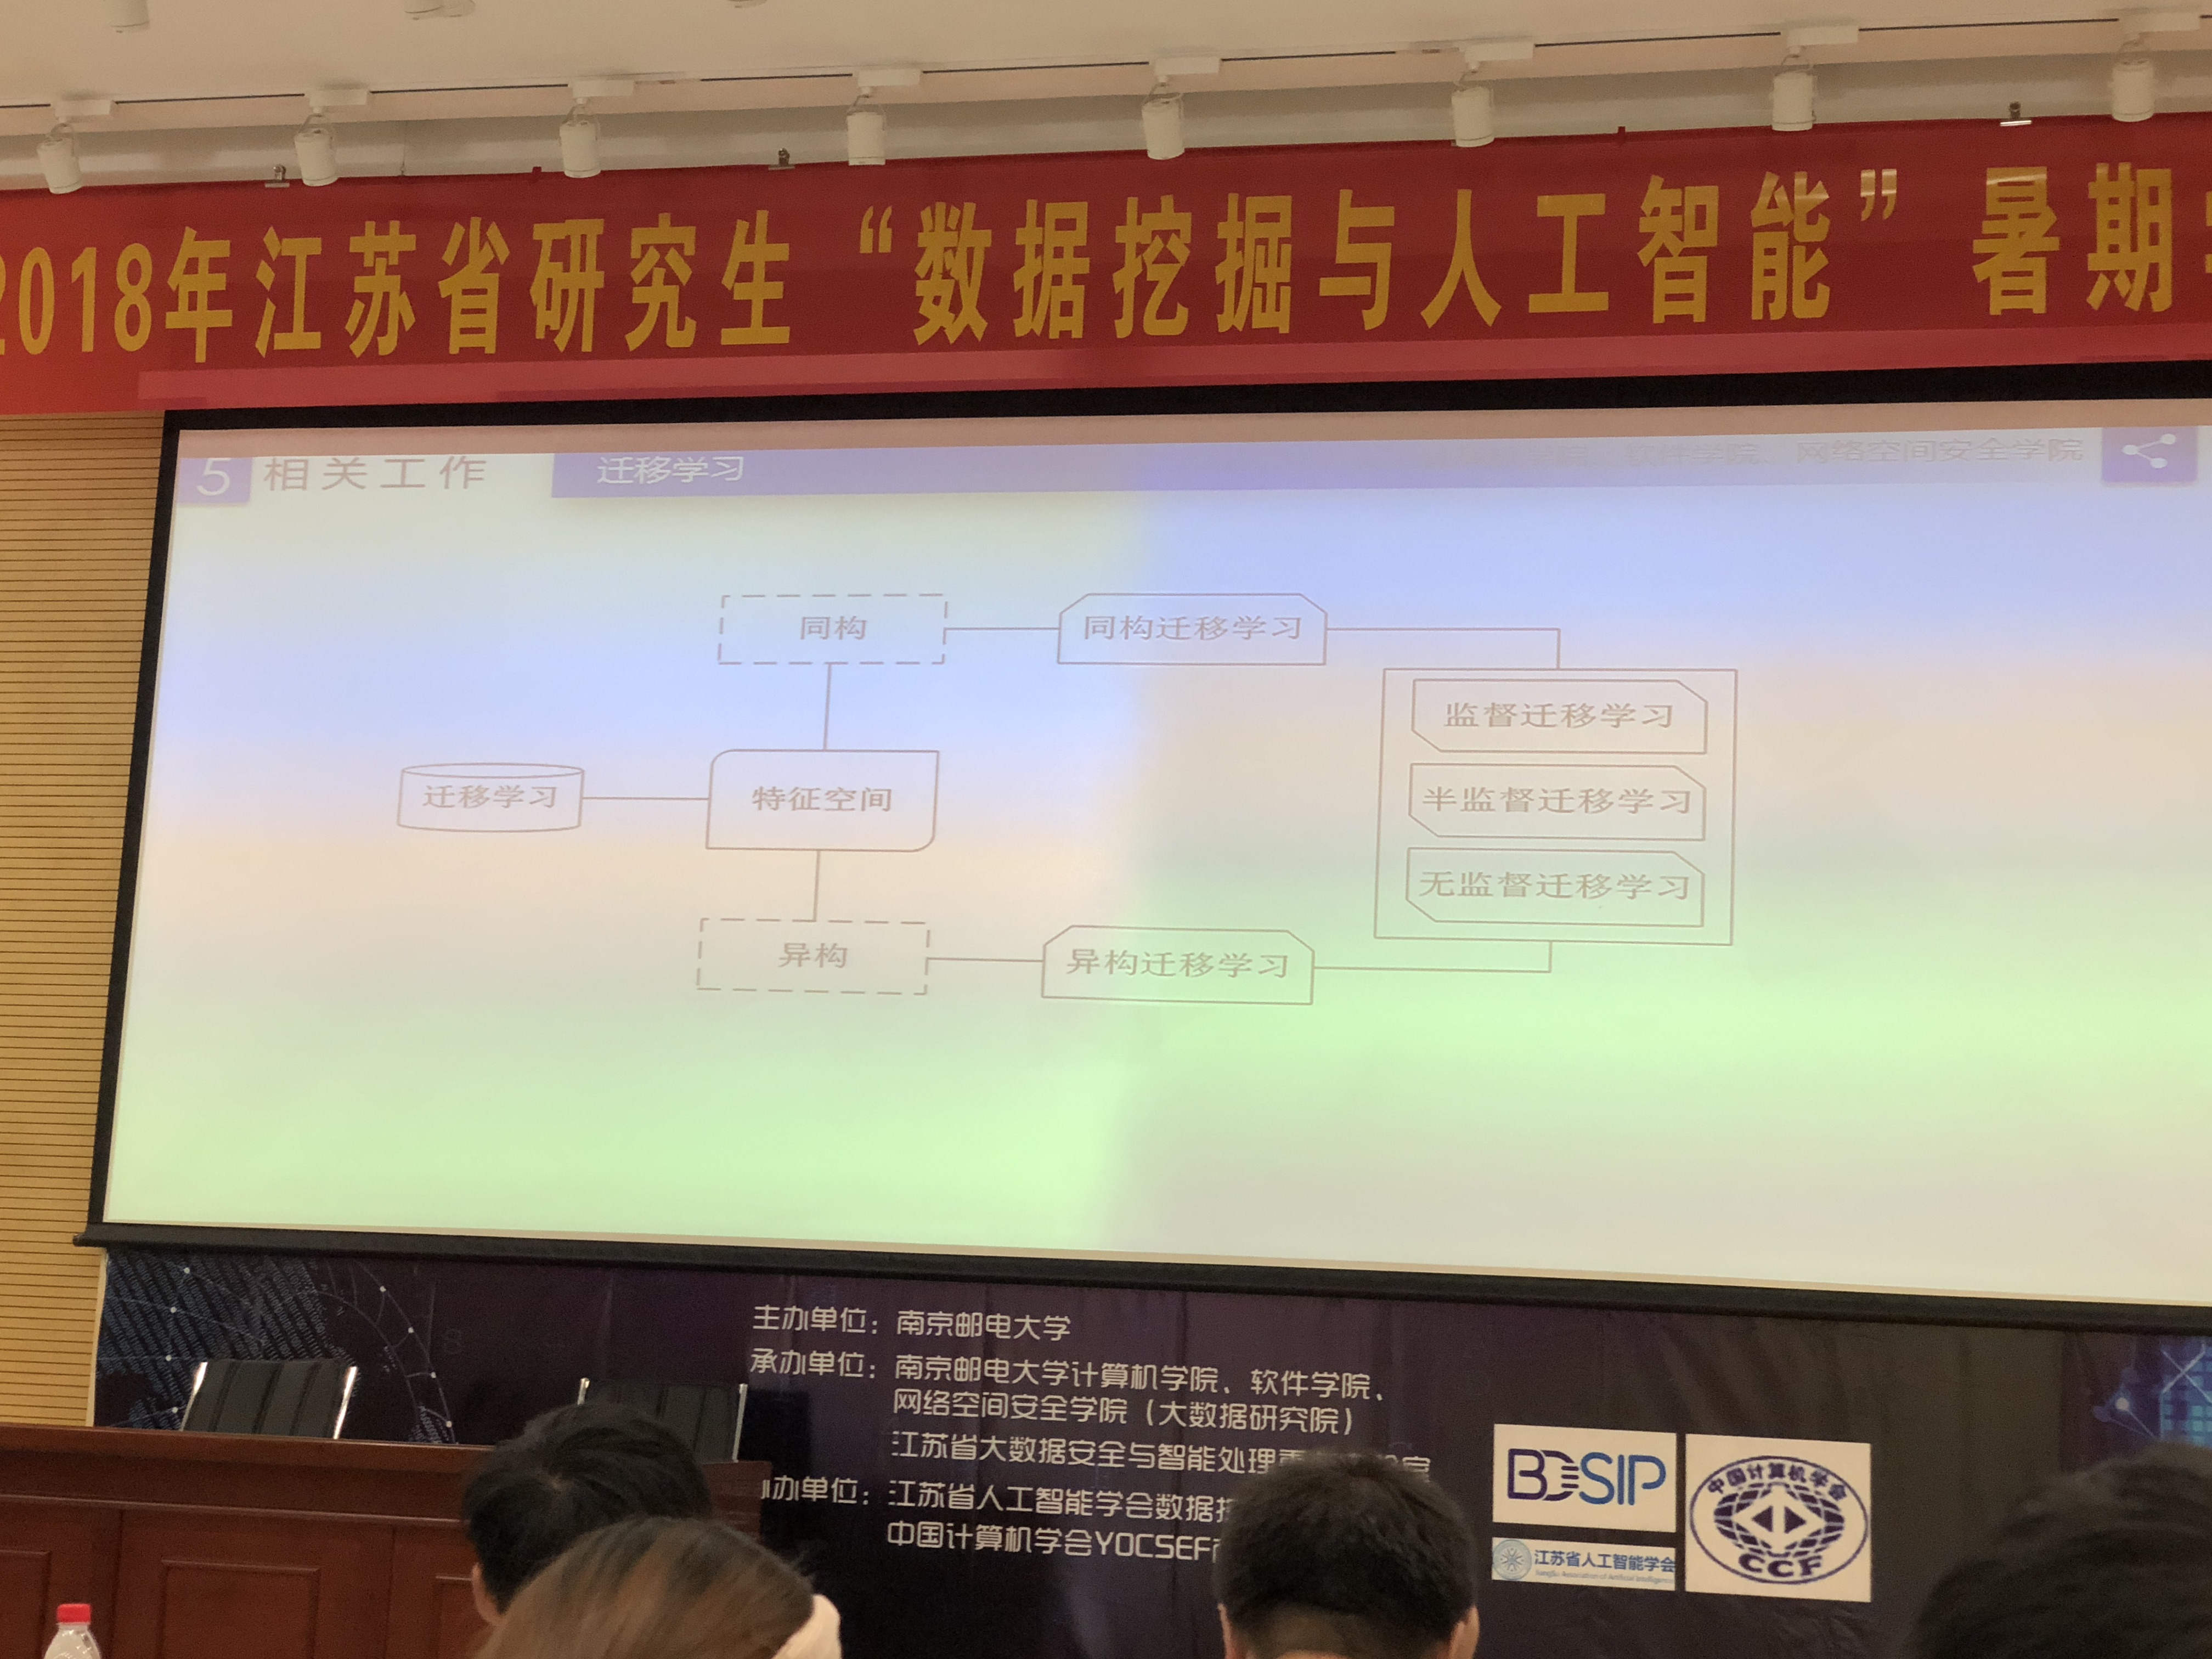 2018年江苏省研究生“数据挖掘与人工智能”暑期
5 相关工作
迁移学习
软件学院、网络空间安全学院
同构
同构迁移学习
监督迁移学习
迁移学习
特征空间
半监督迁移学习
无监督迁移学习
异构
异构迁移学习
主办单位：南京邮电大学
承办单位：南京邮电大学计算机学院、软件学院、
网络空间安全学院（大数据研究院）
江苏省大数据安全与智能处理
办单位：江苏省人工智能学会数据挖
中国计算机学会YOCSEF
BDSIP
江苏省人工智能学会
中国计算机学会
CCF